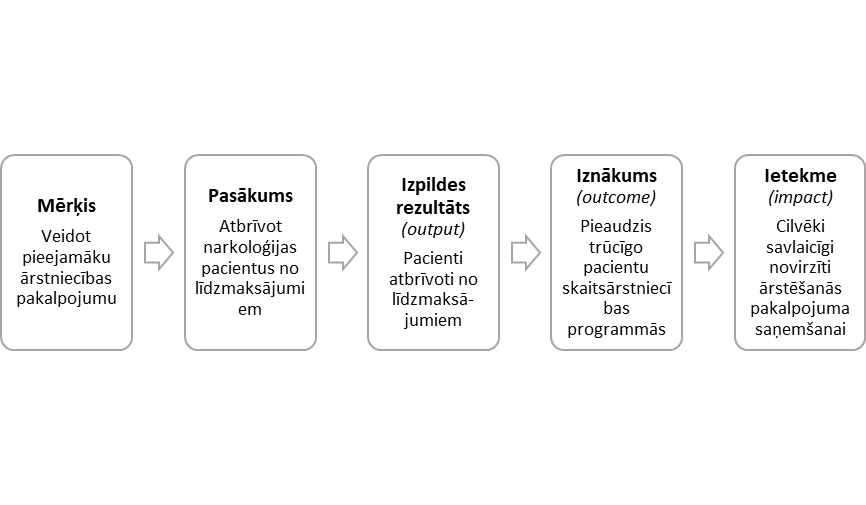 Mērķis
Veidot
pieejamāku
ārstniecības
pakalpojumu
Pasākums
Atbrīvot
narkoloģijas
pacientus no
līdzmaksājumi
em
Izpildes
rezultāts
(output)
Pacienti
atbrīvoti no
līdzmaksā-
jumiem
Iznākums
(outcome)
Pieaudzis
trūcīgo
pacientu
skaitsārstniecī
bas
programmās
Ietekme
(impact)
Cilvēki
savlaicīgi
novirzīti
ārstēšanās
pakalpojuma
saņemšanai